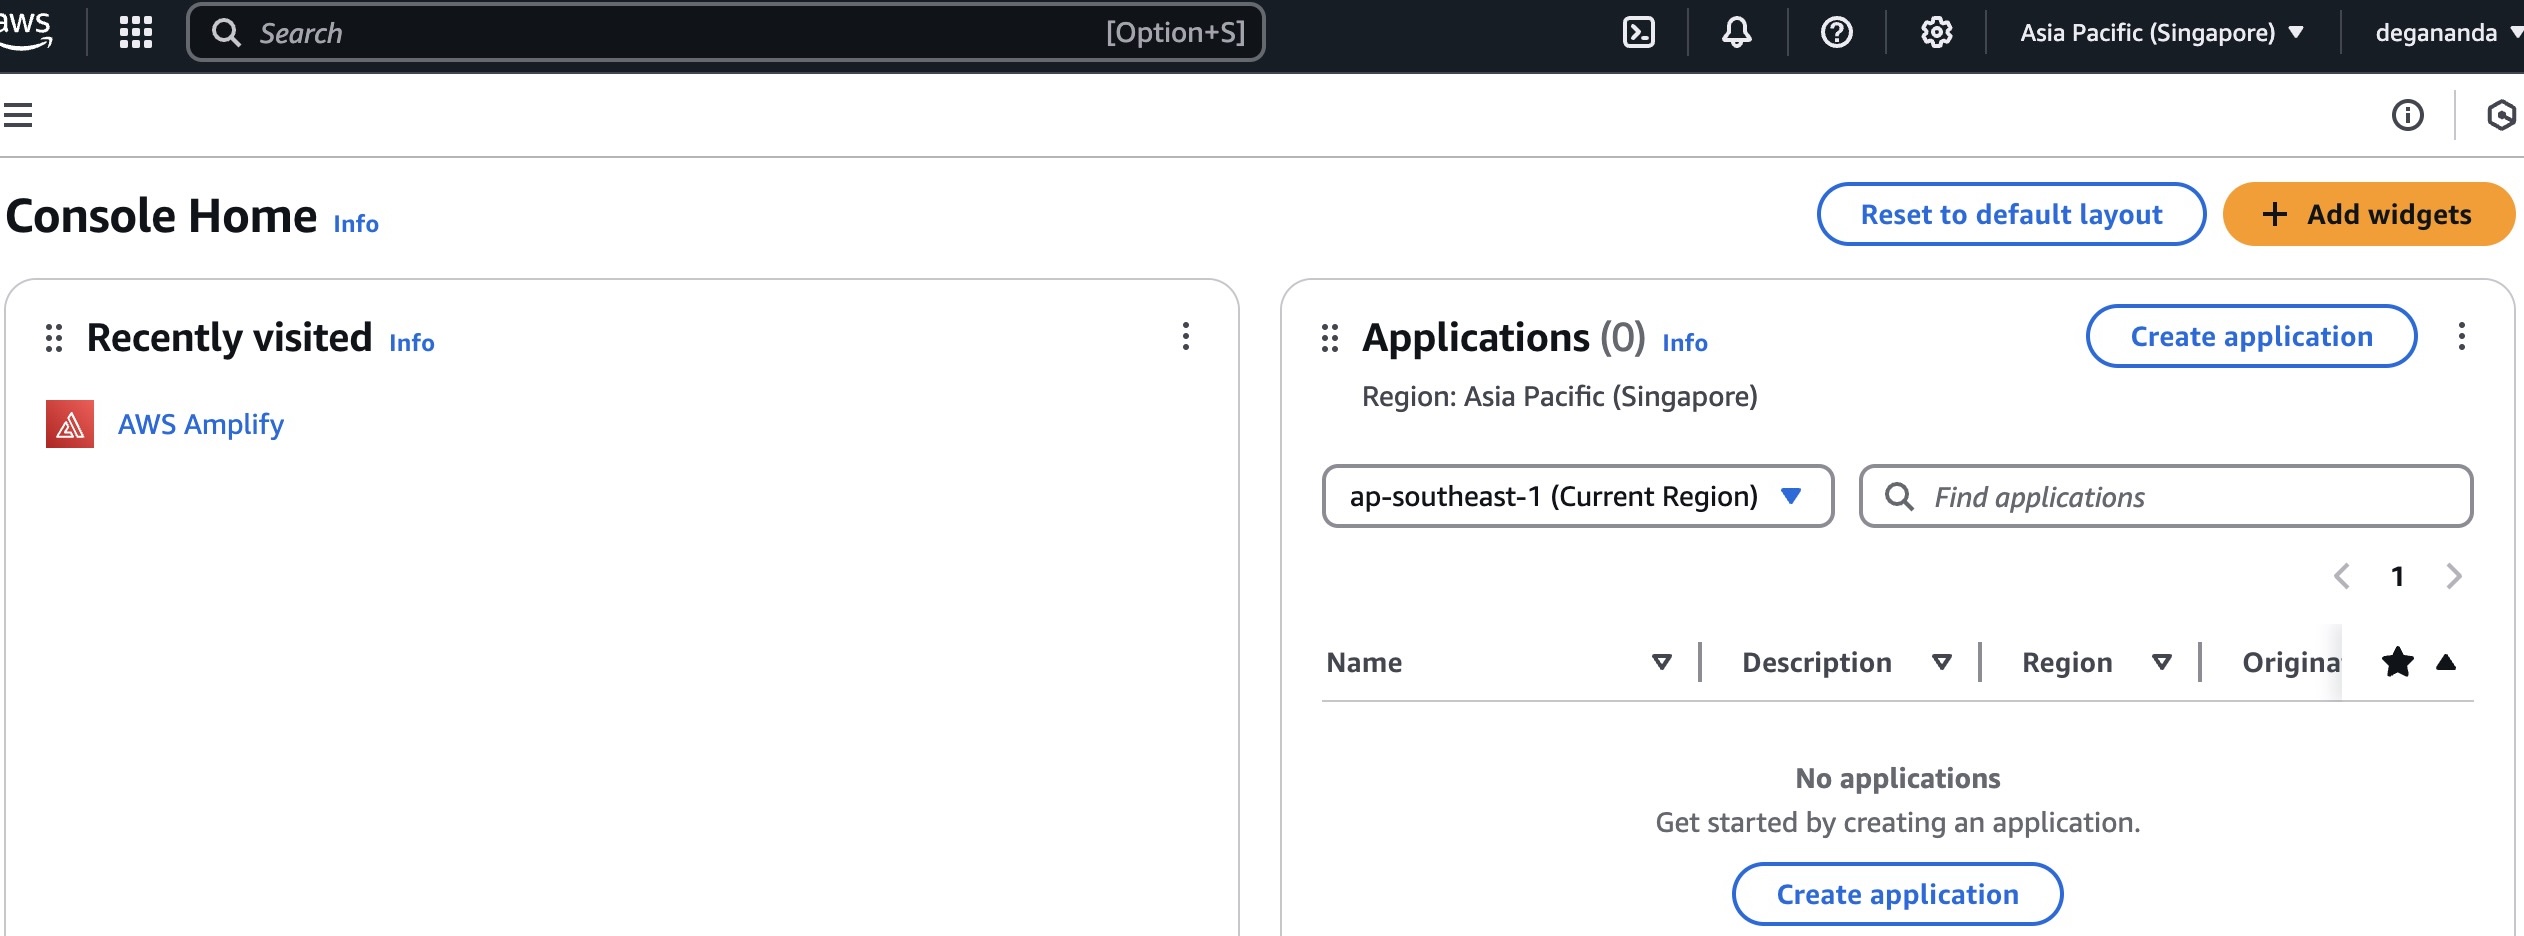 aws
Search [Option+S]
Asia Pacific (Singapore)
degananda
Console Home Info
Reset to default layout
+ Add widgets
Recently visited Info
AWS Amplify
Applications (0) Info
Create application
Region: Asia Pacific (Singapore)
ap-southeast-1 (Current Region)
Find applications
1
Name Description Region Origina
No applications
Get started by creating an application.
Create application